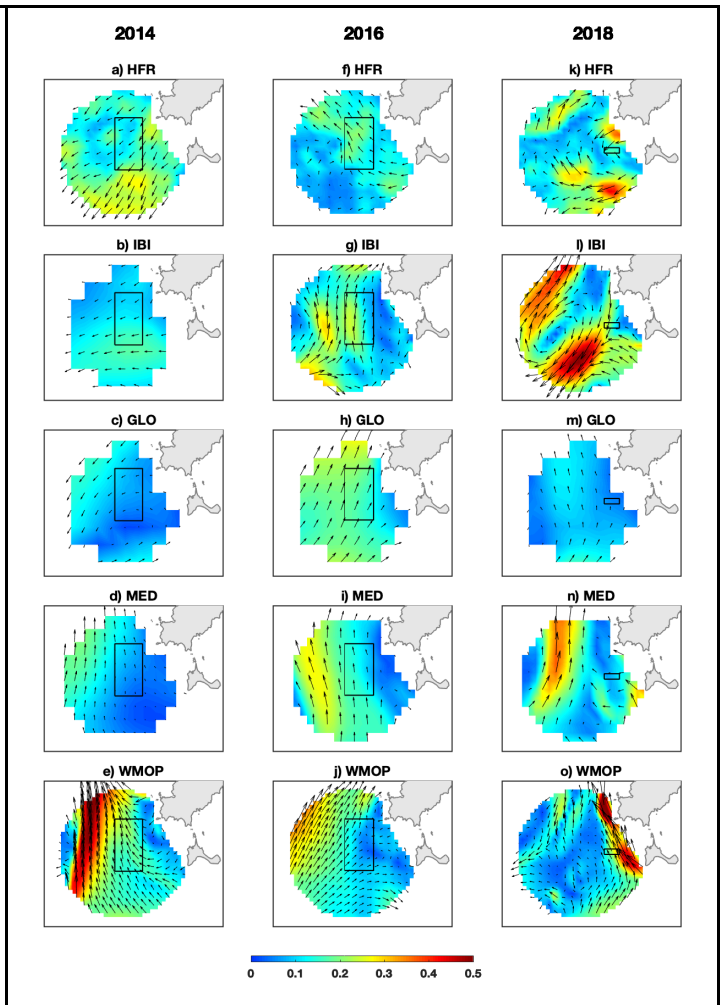 2014 2016 2018
a) HFR f) HFR k) HFR
b) IBI g) IBI l) IBI
c) GLO h) GLO m) GLO
d) MED i) MED n) MED
e) WMOP j) WMOP o) WMOP
0 0.1 0.2 0.3 0.4 0.5